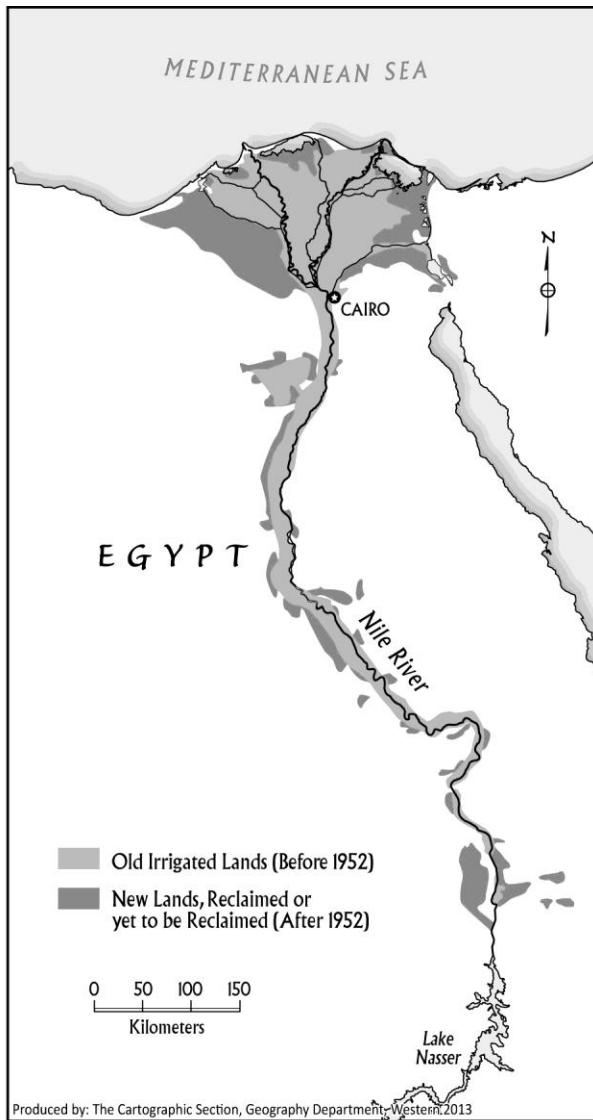 MEDITERRANEAN SEA
N
CAIRO
EGYPT
Nile River
Old Irrigated Lands (Before 1952)
New Lands, Reclaimed or
yet to be Reclaimed (After 1952)
0 50 100 150
Kilometers
Lake
Nasser
Produced by: The Cartographic Section, Geography Department, Western.2013